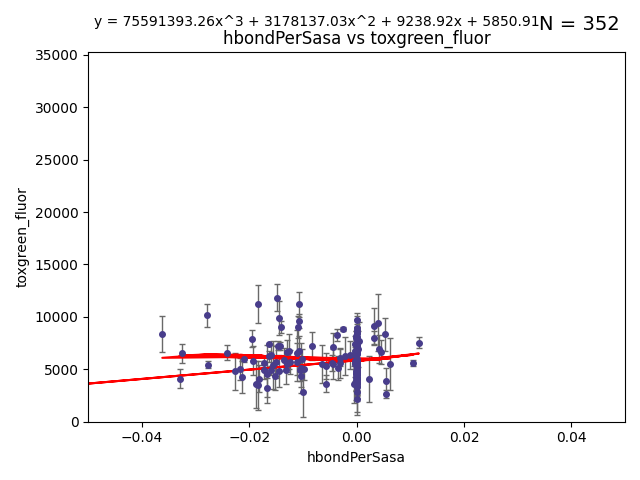 y = 75591393.26x^3 + 3178137.03x^2 + 9238.92x + 5850.91
N = 352
hbondPerSasa vs toxgreen_fluor
35000
30000
25000
20000
15000
10000
5000
0
toxgreen_fluor
−0.04
−0.02
0.00
0.02
0.04
hbondPerSasa